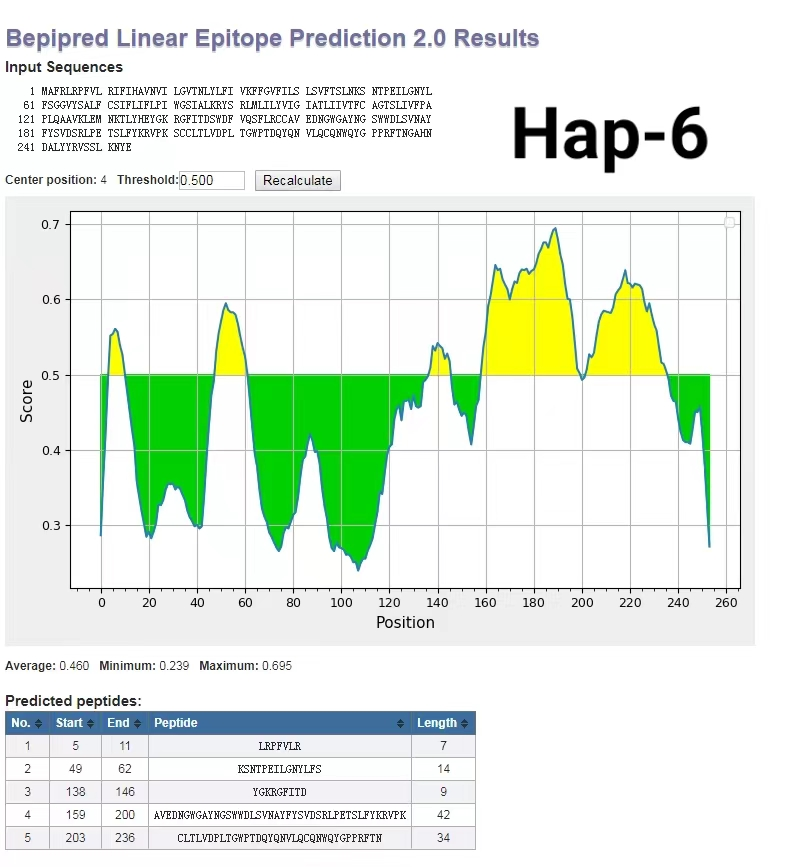 Bepipred Linear Epitope Prediction 2.0 Results
Input Sequences
1 MAFRLRPFVL RIFIHAVNVI LGVTNLYLFI VKFFGVFILS LSVFTSLNKS NTPEILGNYL
61 FSGGVYSALF CSIFLIFLPI WGSIALKRYS RLMLILYVIG IATLIIVTFC AGTSLIVFPA
121 PLQAAVKLEM NKTLYHEYGK RGFITDSWDF VQSFLRCCAV EDNGWGAYNG SWWDLSVNAY
181 FYSVDSRLPE TSLFYKRVPK SCCLTLVDPL TGWPTDQYQN VLQCQNWQYG PPRFTNGAHN
241 DALYYRVSSL KNYE
Hap-6
Center position: 4 Threshold: 0.500 Recalculate
0.7
0.6
0.5
0.4
0.3
Score
0 20 40 60 80 100 120 140 160 180 200 220 240 260
Position
Average: 0.460 Minimum: 0.239 Maximum: 0.695
Predicted peptides:
No. Start End Peptide Length
1 5 11 LRPFVLR 7
2 49 62 KSNTPEILGNYLFS 14
3 138 146 YGKRGFITD 9
4 159 200 AVEDNGWGAYNGSWWDLSVNAYFYSVDSRLPETSLFYKRVPK 42
5 203 236 CLTLVDPLTGWPTDQYQNVLQCQNWQYGPPRFTN 34